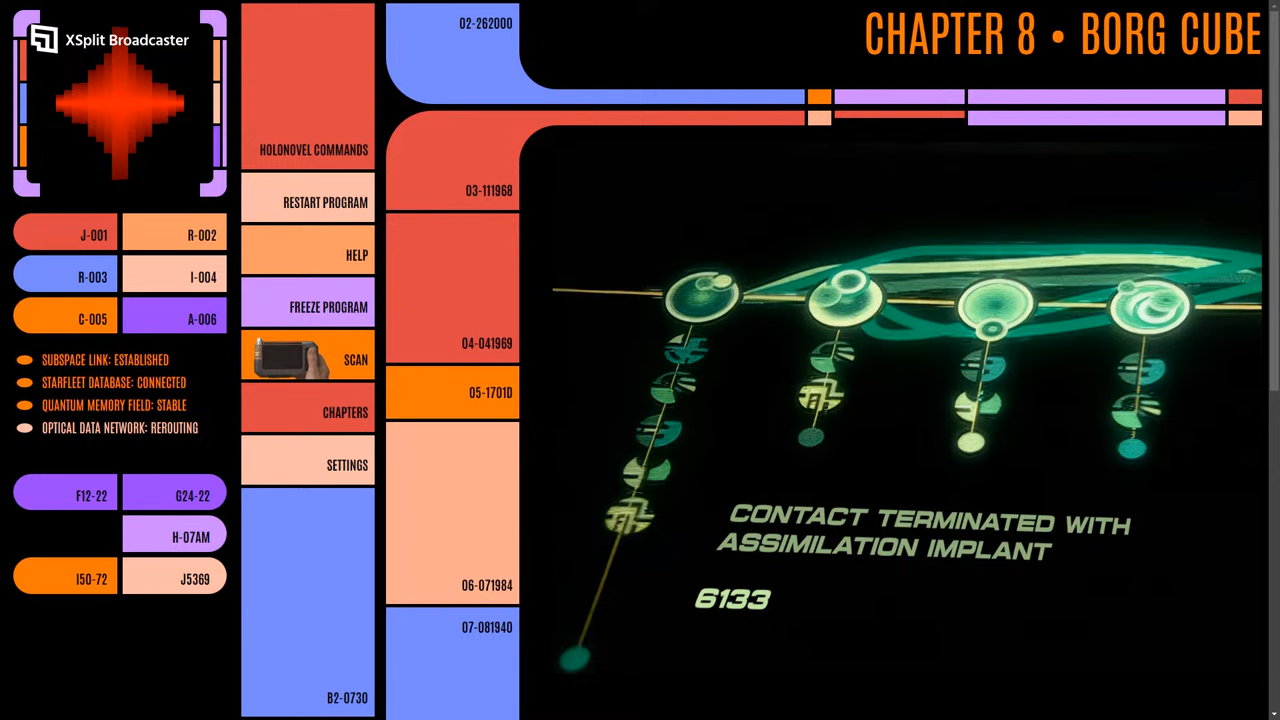 XSplit Broadcaster
J-001
R-002
R-003
I-004
C-005
A-006
SUBSPACE LINK: ESTABLISHED
STARFLEET DATABASE: CONNECTED
QUANTUM MEMORY FIELD: STABLE
OPTICAL DATA NETWORK: REROUTING
F12-22
G24-22
H-07AM
I50-72
J5369
HOLONOVEL COMMANDS
RESTART PROGRAM
HELP
FREEZE PROGRAM
SCAN
CHAPTERS
SETTINGS
B2-0730
02-262000
03-111968
04-041969
05-1701D
06-071984
07-081940
CHAPTER 8 • BORG CUBE
CONTACT TERMINATED WITH
ASSIMILATION IMPLANT
6133